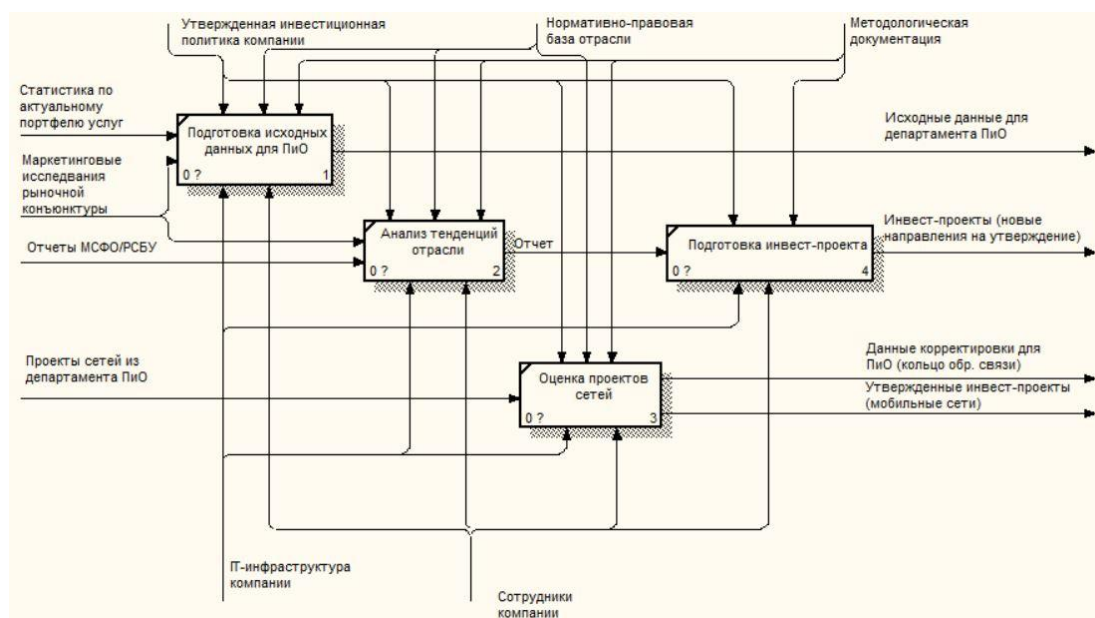 Утвержденная инвестиционная
политика компании
Нормативно-правовая
база отрасли
Методологическая
документация
Статистика по
актуальному
портфелю услуг
Подготовка исходных
данных для ПиО
0 ?
1
Исходные данные для
департамента ПиО
Маркетинговые
исследвания
рыночной
конъюнктуры
Анализ тенденций
отрасли
0 ?
2
Отчет
Подготовка инвест-проекта
0 ?
4
Инвест-проекты (новые
направления на утверждение)
Отчеты МСФО/РСБУ
Проекты сетей из
департамента ПиО
Оценка проектов
сетей
0 ?
3
Данные корректировки для
ПиО (кольцо обр. связи)
Утвержденные инвест-проекты
(мобильные сети)
IT-инфраструктура
компании
Сотрудники
компании